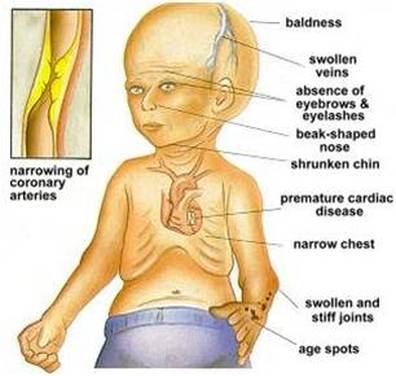 baldness
swollen
veins
absence of
eyebrows &
eyelashes
beak-shaped
nose
shrunken chin
narrowing of
coronary
arteries
premature cardiac
disease
narrow chest
swollen and
stiff joints
age spots